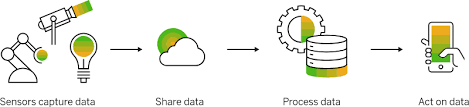 Sensors capture data
Share data
Process data
Act on data